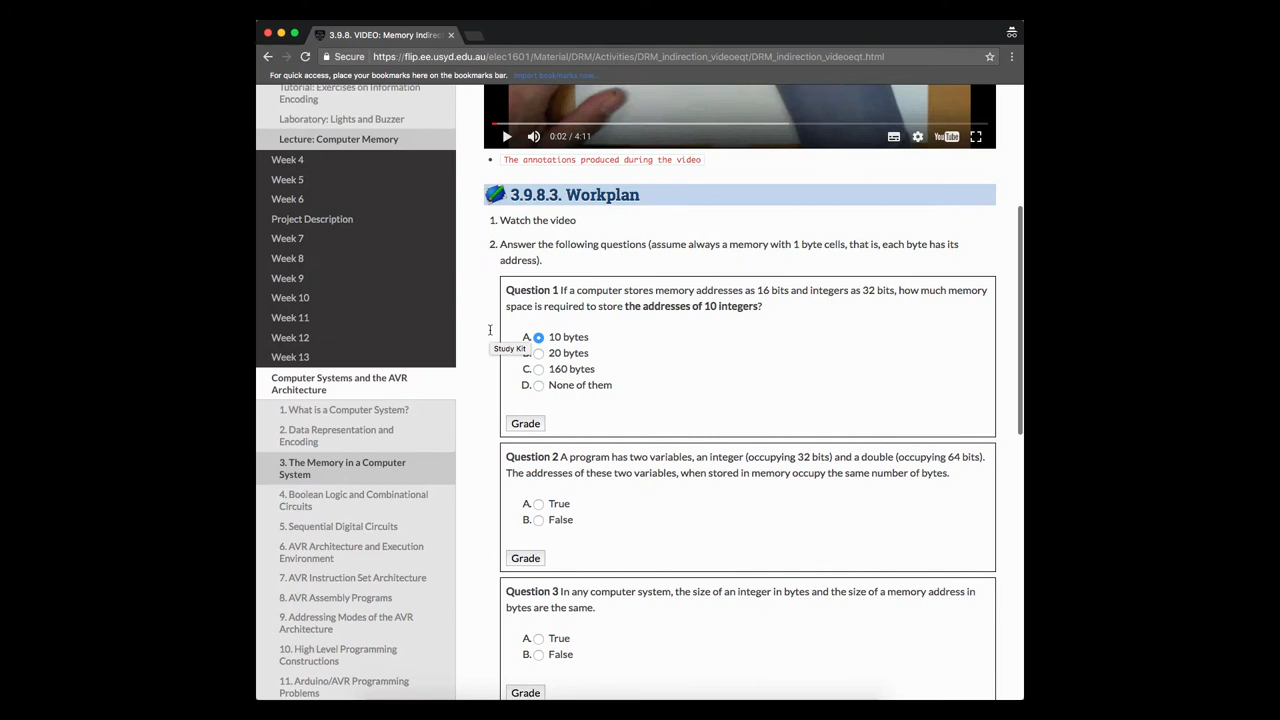 3.9.8. VIDEO: Memory Indirec
Secure
https://flip.ee.usyd.edu.au/elec1601/Material/DRM/Activities/DRM_indirection_videoeqt/DRM_indirection_videoeqt.html
For quick access, place your bookmarks here on the bookmarks bar. Import bookmarks now...
Tutorial: Exercises on Information
Encoding
Laboratory: Lights and Buzzer
Lecture: Computer Memory
Week 4
Week 5
Week 6
Project Description
Week 7
Week 8
Week 9
Week 10
Week 11
Week 12
Week 13
Computer Systems and the AVR
Architecture
1. What is a Computer System?
2. Data Representation and
Encoding
3. The Memory in a Computer
System
4. Boolean Logic and Combinational
Circuits
5. Sequential Digital Circuits
6. AVR Architecture and Execution
Environment
7. AVR Instruction Set Architecture
8. AVR Assembly Programs
9. Addressing Modes of the AVR
Architecture
10. High Level Programming
Constructions
11. Arduino/AVR Programming
Problems
0:02 / 4:11
YouTube
• The annotations produced during the video
3.9.8.3. Workplan
1. Watch the video
2. Answer the following questions (assume always a memory with 1 byte cells, that is, each byte has its
address).
Question 1 If a computer stores memory addresses as 16 bits and integers as 32 bits, how much memory
space is required to store the addresses of 10 integers?
A. 10 bytes
Study Kit
20 bytes
C. 160 bytes
D. None of them
Grade
Question 2 A program has two variables, an integer (occupying 32 bits) and a double (occupying 64 bits).
The addresses of these two variables, when stored in memory occupy the same number of bytes.
A. True
B. False
Grade
Question 3 In any computer system, the size of an integer in bytes and the size of a memory address in
bytes are the same.
A. True
B. False
Grade